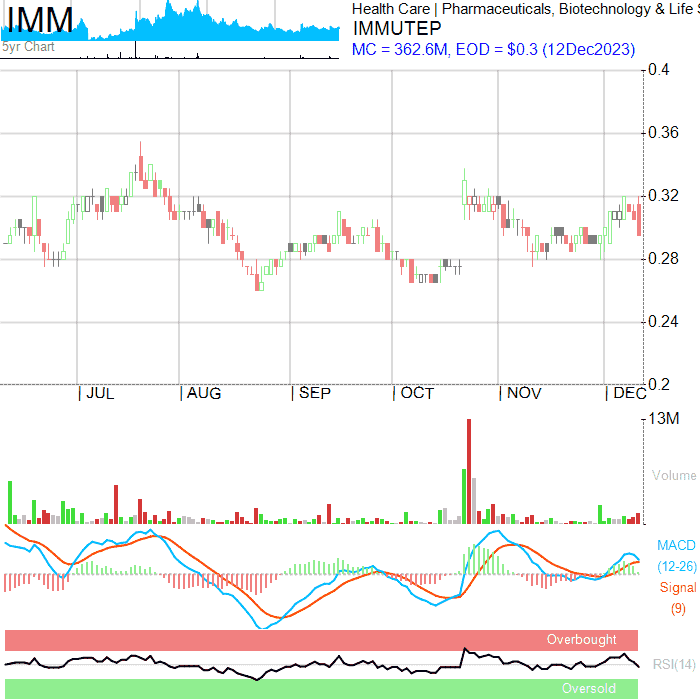 IMM
5yr Chart
Health Care | Pharmaceuticals, Biotechnology & Life S
IMMUTEP
MC = 362.6M, EOD = $0.3 (12Dec2023)
0.4
0.36
0.32
0.28
0.24
0.2
JUL AUG SEP OCT NOV DEC
13M
Volume
MACD
(12-26)
Signal
(9)
Overbought
RSI(14)
Oversold